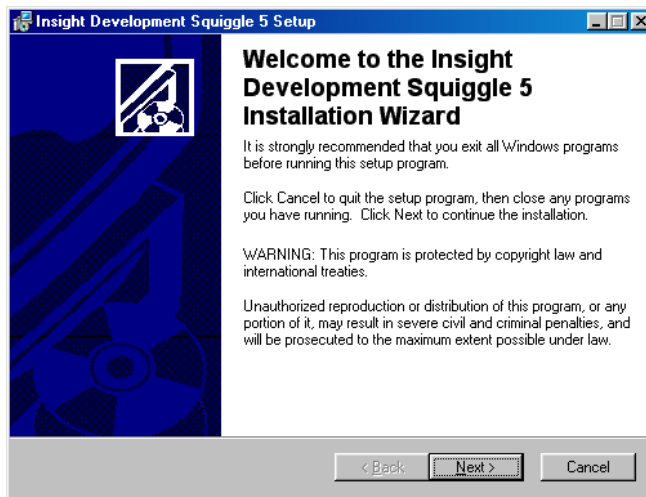 Insight Development Squiggle 5 Setup
Welcome to the Insight
Development Squiggle 5
Installation Wizard
It is strongly recommended that you exit all Windows programs
before running this setup program.
Click Cancel to quit the setup program, then close any programs
you have running. Click Next to continue the installation.
WARNING: This program is protected by copyright law and
international treaties.
Unauthorized reproduction or distribution of this program, or any
portion of it, may result in severe civil and criminal penalties, and
will be prosecuted to the maximum extent possible under law.
< Back Next > Cancel